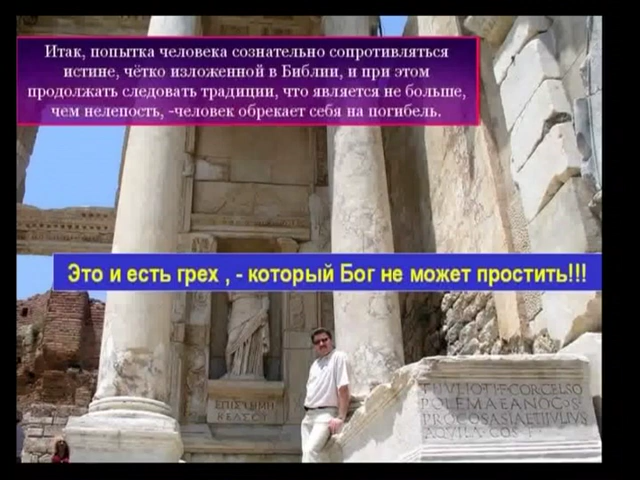 Итак, попытка человека сознательно сопротивляться
истине, чётко изложенной в Библии, и при этом
продолжать следовать традиции, что является не больше,
чем нелепость, -человек обрекает себя на погибель.
Это и есть грех , - который Бог не может простить!!!
ΕΠΙΣΤΗΜΗ
ΚΕΛΣΟΥ